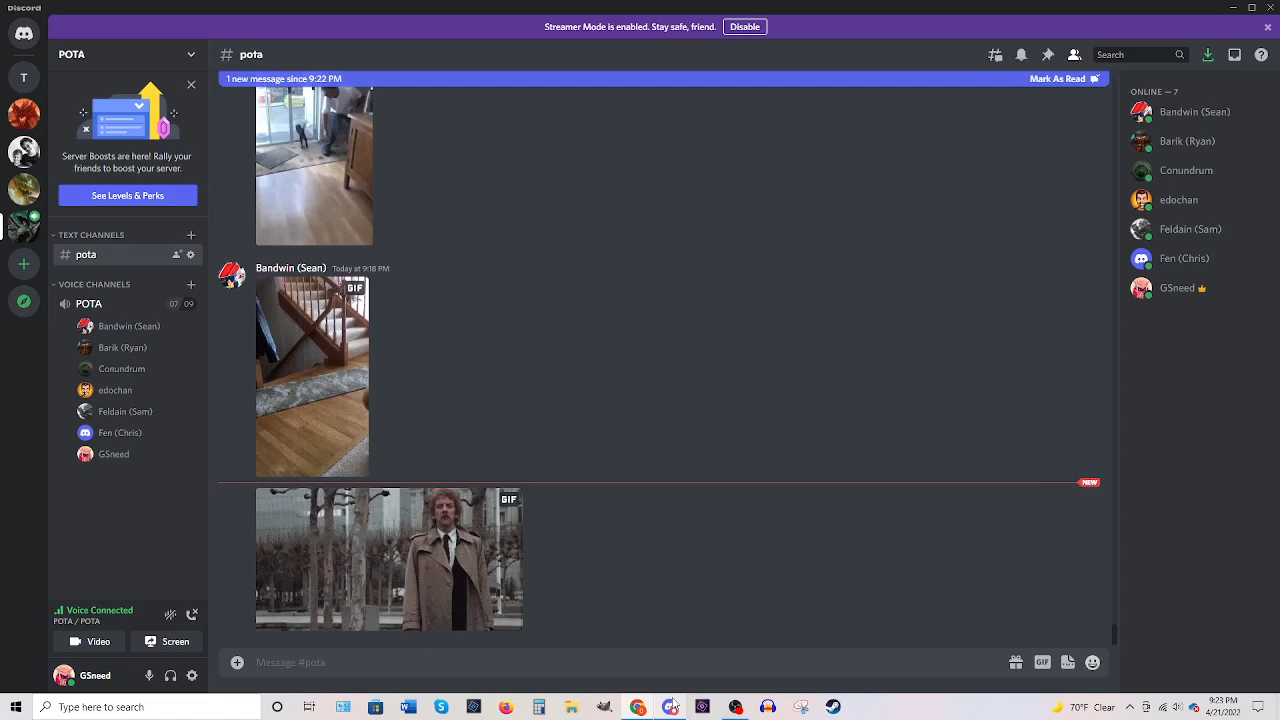 Discord
Streamer Mode is enabled. Stay safe, friend. Disable
POTA
# pota
Search
1 new message since 9:22 PM
Mark As Read
T
Server Boosts are here! Rally your
friends to boost your server.
See Levels & Perks
TEXT CHANNELS
# pota
VOICE CHANNELS
POTA 07 09
Bandwin (Sean)
Barik (Ryan)
Conundrum
edochan
Feldain (Sam)
Fen (Chris)
GSneed
Voice Connected
POTA / POTA
Video
Screen
GSneed
Bandwin (Sean) Today at 9:18 PM
GIF
NEW
GIF
Message #pota
GIF
ONLINE — 7
Bandwin (Sean)
Barik (Ryan)
Conundrum
edochan
Feldain (Sam)
Fen (Chris)
GSneed
Type here to search
70°F Clear
9:23 PM
4/21/2022